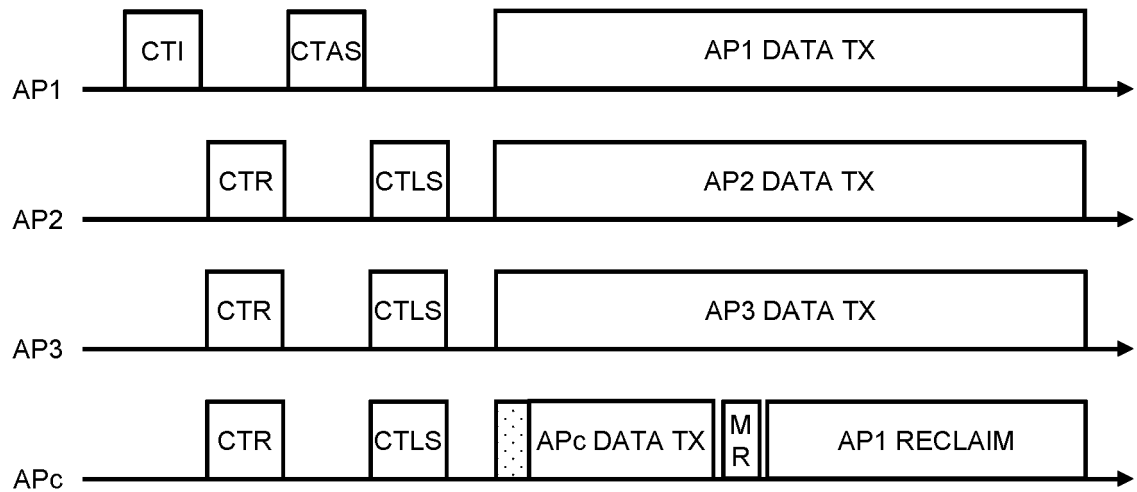 CTI CTAS AP1 DATA TX
AP1
CTR CTLS AP2 DATA TX
AP2
CTR CTLS AP3 DATA TX
AP3
CTR CTLS APc DATA TX M R AP1 RECLAIM
APc